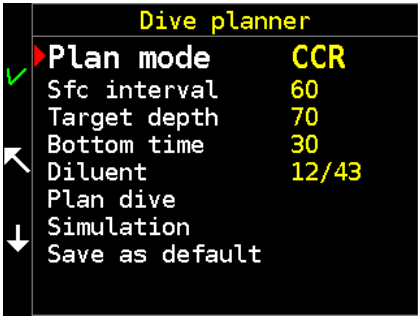 Dive planner
Plan mode CCR
Sfc interval 60
Target depth 70
Bottom time 30
Diluent 12/43
Plan dive
Simulation
Save as default